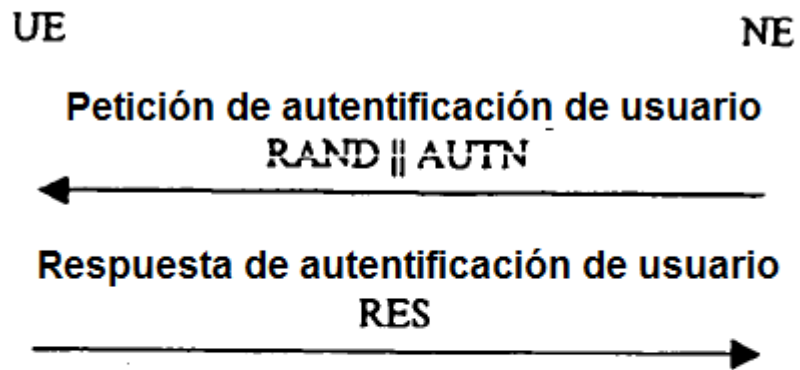 UE NE
Petición de autentificación de usuario
RAND || AUTN
Respuesta de autentificación de usuario
RES